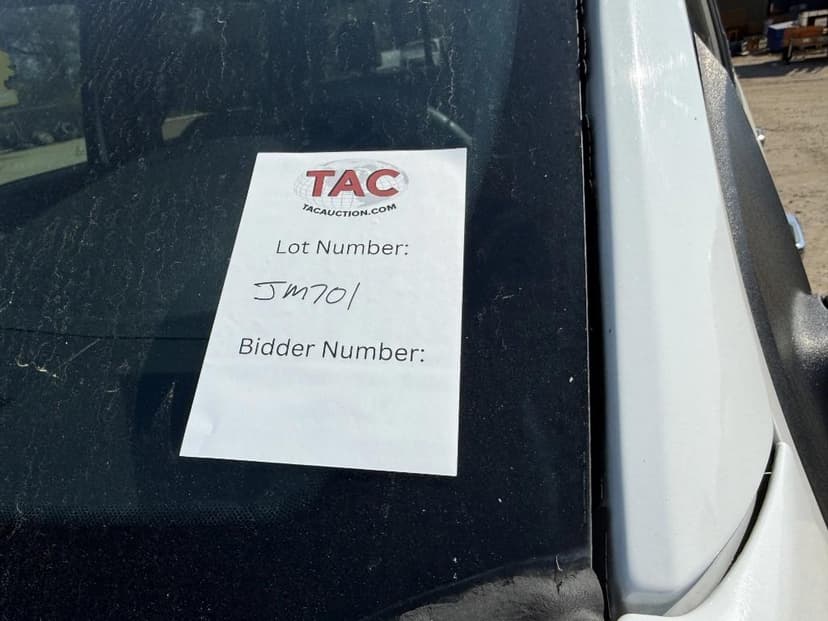 TAC
TACAUCTION.COM
Lot Number:
JM701
Bidder Number: